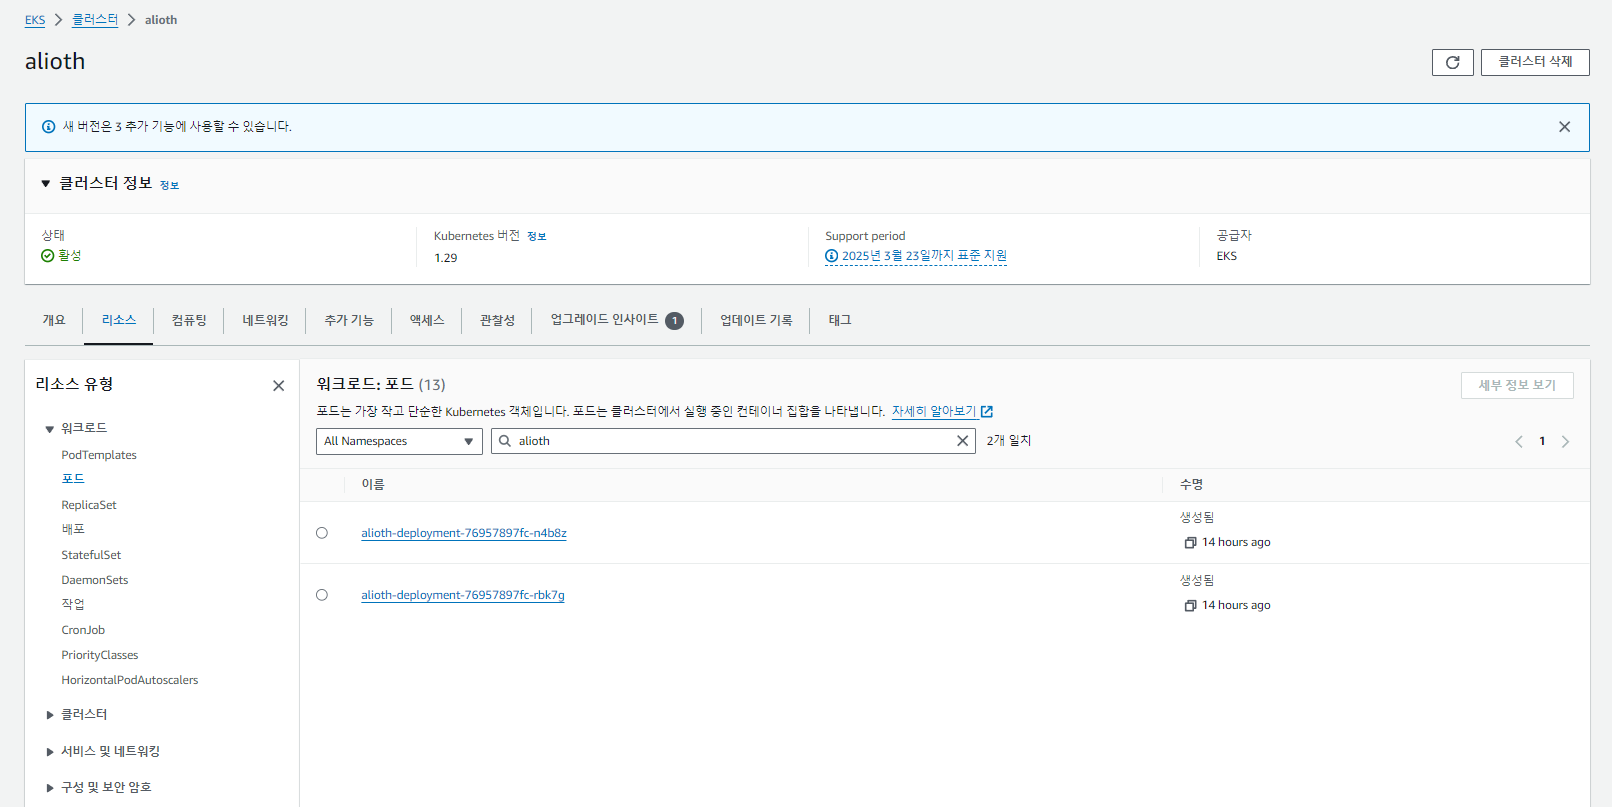 EKS > 클러스터 > alioth
alioth
클러스터 삭제
새 버전은 3 추가 기능에 사용할 수 있습니다.
클러스터 정보 정보
상태
활성
Kubernetes 버전 정보
1.29
Support period
2025년 3월 23일까지 표준 지원
공급자
EKS
개요 리소스 컴퓨팅 네트워킹 추가 기능 액세스 관찰성 업그레이드 인사이트 1 업데이트 기록 태그
리소스 유형
워크로드
PodTemplates
포드
ReplicaSet
배포
StatefulSet
DaemonSets
작업
CronJob
PriorityClasses
HorizontalPodAutoscalers
클러스터
서비스 및 네트워킹
구성 및 보안 암호
워크로드: 포드 (13)
세부 정보 보기
포드는 가장 작고 단순한 Kubernetes 객체입니다. 포드는 클러스터에서 실행 중인 컨테이너 집합을 나타냅니다. 자세히 알아보기
All Namespaces
alioth
2개 일치
1
이름 수명
alioth-deployment-76957897fc-n4b8z
생성됨
14 hours ago
alioth-deployment-76957897fc-rbk7g
생성됨
14 hours ago